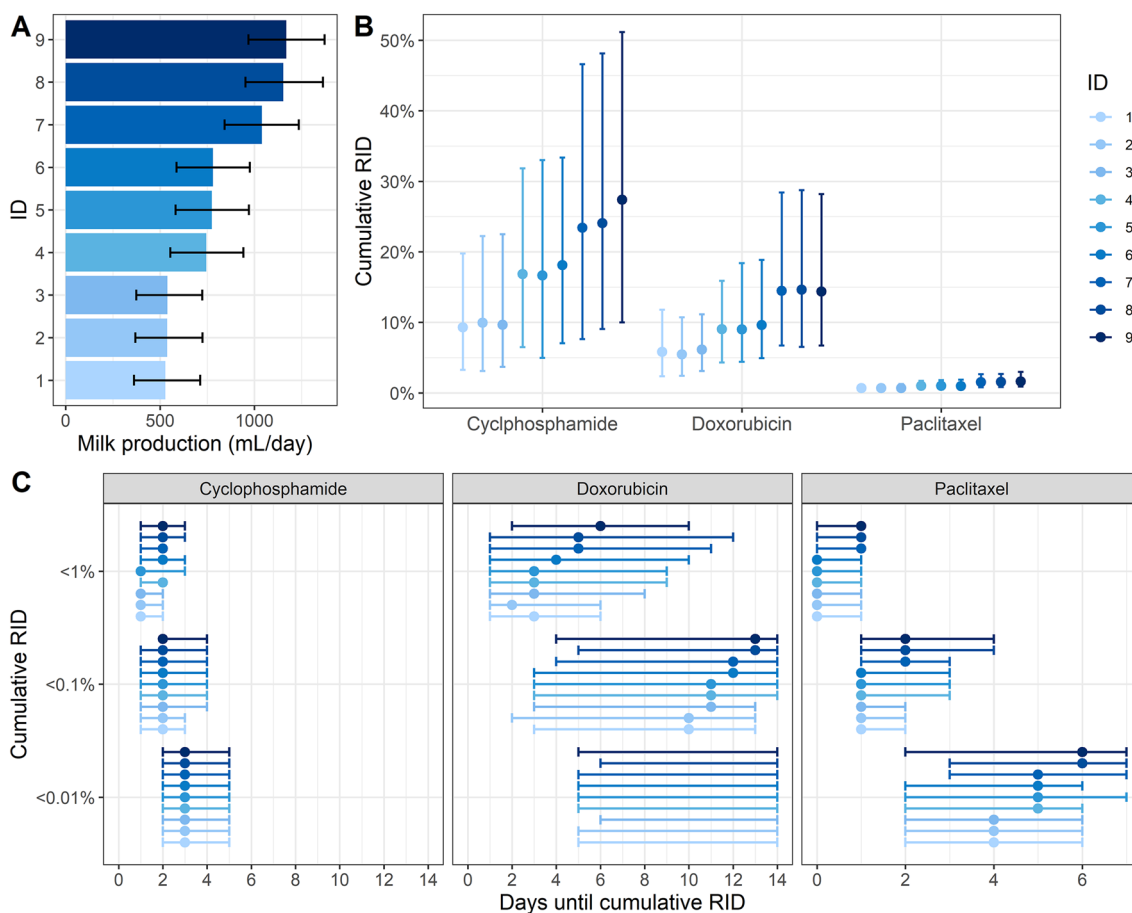 A
9
8
7
6
5
4
3
2
1
ID
0
500
1000
Milk production (mL/day)
B
50%
40%
30%
20%
10%
0%
Cumulative RID
Cyclphosphamide
Doxorubicin
Paclitaxel
ID
1
2
3
4
5
6
7
8
9
C
Cyclophosphamide
Doxorubicin
Paclitaxel
<1%
<0.1%
<0.01%
Cumulative RID
0 2 4 6 8 10 12 14
0 2 4 6 8 10 12 14
0 2 4 6
Days until cumulative RID